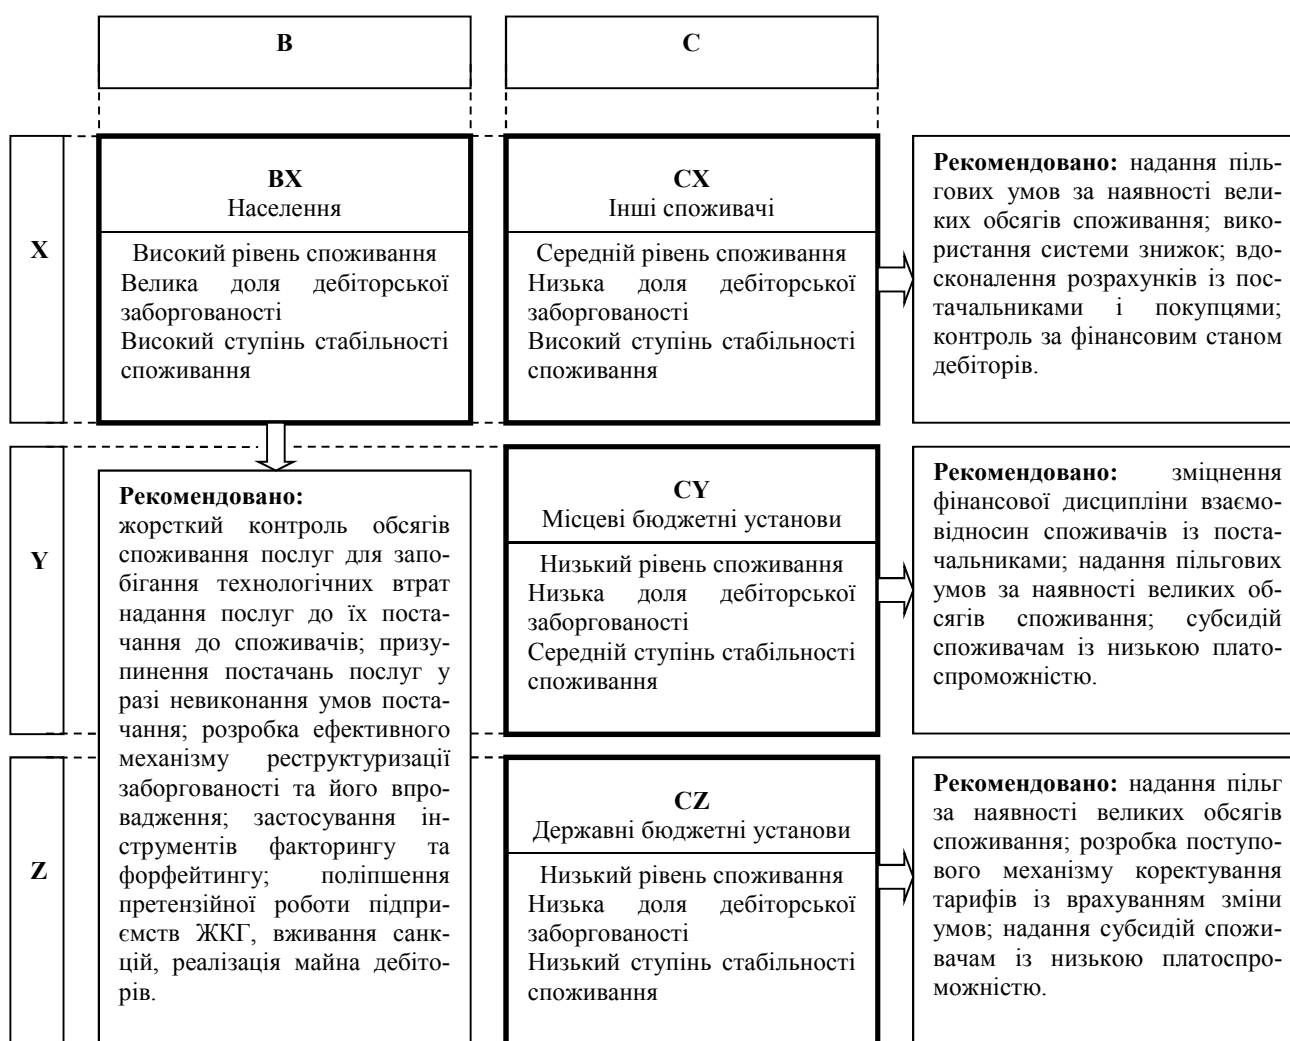 B
C
X
BX
Населення
Високий рівень споживання
Велика доля дебіторської
заборгованості
Високий ступінь стабільності
споживання
CX
Інші споживачі
Середній рівень споживання
Низька доля дебіторської
заборгованості
Високий ступінь стабільності
споживання
Рекомендовано: надання піль-
гових умов за наявності вели-
ких обсягів споживання; вико-
ристання системи знижок; вдо-
сконалення розрахунків із пос-
тачальниками і покупцями;
контроль за фінансовим станом
дебіторів.
Y
Рекомендовано:
жорсткий контроль обсягів
споживання послуг для запо-
бігання технологічних втрат
надання послуг до їх поста-
чання до споживачів; призу-
пинення постачань послуг у
разі невиконання умов поста-
чання; розробка ефективного
механізму реструктуризації
заборгованості та його впро-
вадження; застосування ін-
струментів факторингу та
форфейтингу; поліпшення
претензійної роботи підпри-
ємств ЖКГ, вживання санк-
цій, реалізація майна дебіто-
рів.
CY
Місцеві бюджетні установи
Низький рівень споживання
Низька доля дебіторської
заборгованості
Середній ступінь стабільності
споживання
Рекомендовано: зміцнення
фінансової дисципліни взаємо-
відносин споживачів із поста-
чальниками; надання пільгових
умов за наявності великих об-
сягів споживання; субсидій
споживачам із низькою плато-
спроможністю.
Z
CZ
Державні бюджетні установи
Низький рівень споживання
Низька доля дебіторської
заборгованості
Низький ступінь стабільності
споживання
Рекомендовано: надання пільг
за наявності великих обсягів
споживання; розробка поступо-
вого механізму коректування
тарифів із врахуванням зміни
умов; надання субсидій спожи-
вачам із низькою платоспро-
можністю.